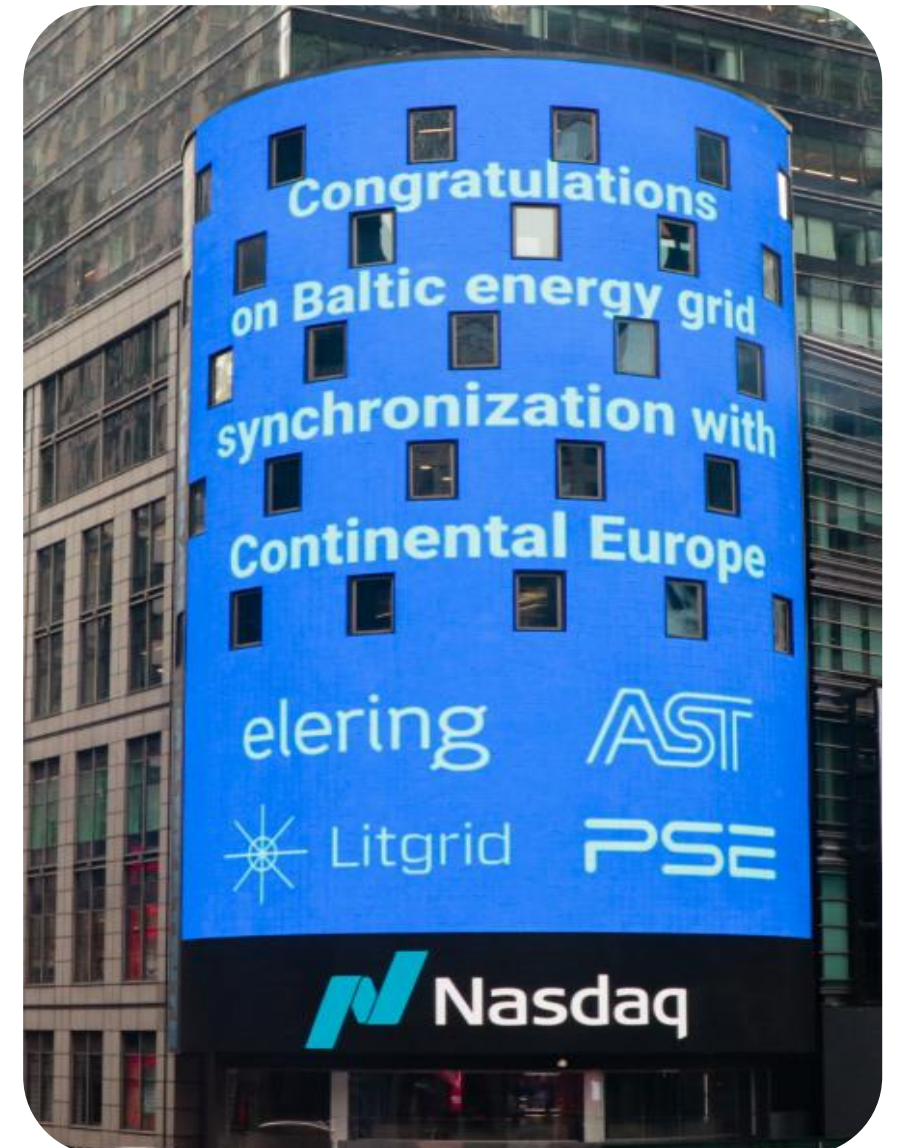 Congratulations
on Baltic energy grid
synchronization with
Continental Europe
elering AST
Litgrid PSE
Nasdaq